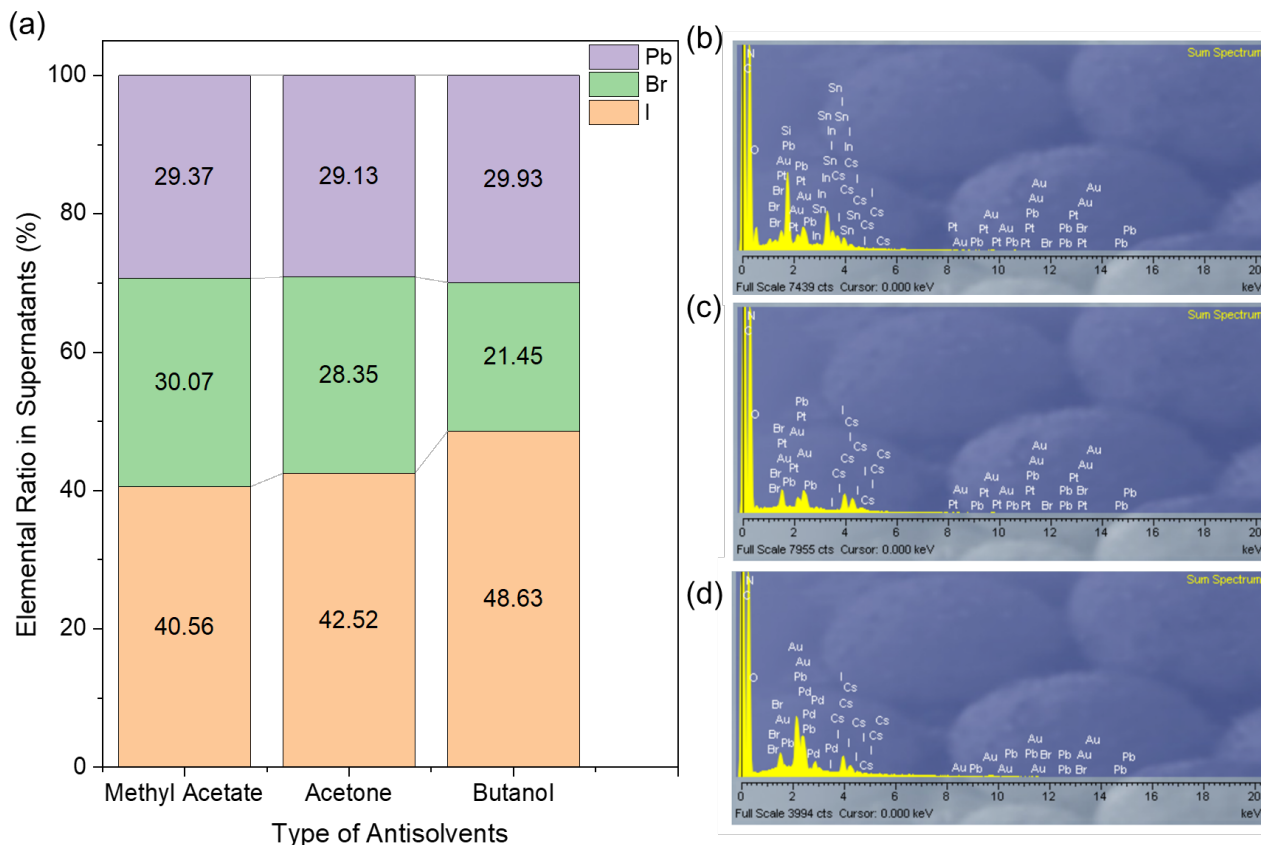 (a)
Pb
Br
I
100
80
60
40
20
0
29.37
29.13
29.93
30.07
28.35
21.45
40.56
42.52
48.63
Elemental Ratio in Supernatants (%)
Methyl Acetate
Acetone
Butanol
Type of Antisolvents
(b)
Sum Spectrum
N
O
Sn
I
Sn Sn
Si In I
Pb I In
Au Pb Sn Cs
Pt Pt In Cs I
Br Au In Cs Cs I
Au Pb Sn I Sn Cs
Br Pt In Sn I Cs
Au Au
Au Au
Au Pb Pt
Pt Pt Au Pt Pb Br Pb
Au Pb Pt Pb Pt Br Pb Pt Pb
0 2 4 6 8 10 12 14 16 18 20
Full Scale 7439 cts Cursor: 0.000 keV keV
(c)
Sum Spectrum
N
O
Pb I
Pt I
Br Au Cs Cs
Pt Au I Cs
Au Pt Cs I I
Br Pb Pb Cs I I
Br I I Cs
Au Au
Au Au
Au Pt Pt
Au Pt Au Pb Br Pb
Pt Pb Pt Pb Pt Br Pb Pt Pb
0 2 4 6 8 10 12 14 16 18 20
Full Scale 7955 cts Cursor: 0.000 keV keV
(d)
Sum Spectrum
N
O
Au
Au I
Pb Cs
Pd Pd Cs
Br Pd I Cs Cs
Au Pb Cs I Cs
Br Pb Pd I I I
Br Pd I Cs
Au Au
Au Pb Pb Br Pb Au Pb
Au Pb Au Au Pb Br Pb
0 2 4 6 8 10 12 14 16 18 20
Full Scale 3994 cts Cursor: 0.000 keV keV